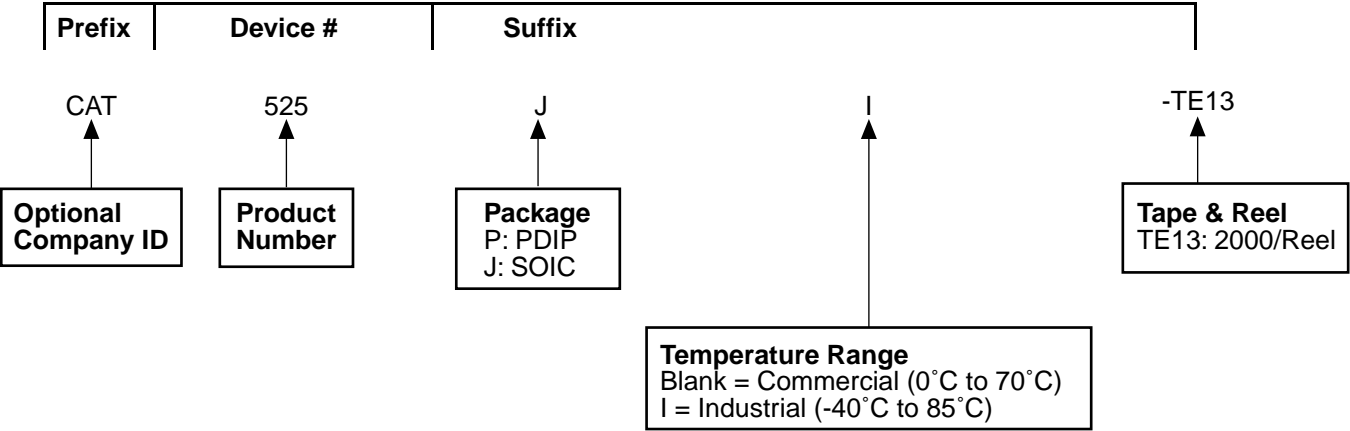 Prefix Device # Suffix
CAT 525 J I -TE13
Optional
Company ID
Product
Number
Package
P: PDIP
J: SOIC
Tape & Reel
TE13: 2000/Reel
Temperature Range
Blank = Commercial (0˚C to 70˚C)
I = Industrial (-40˚C to 85˚C)